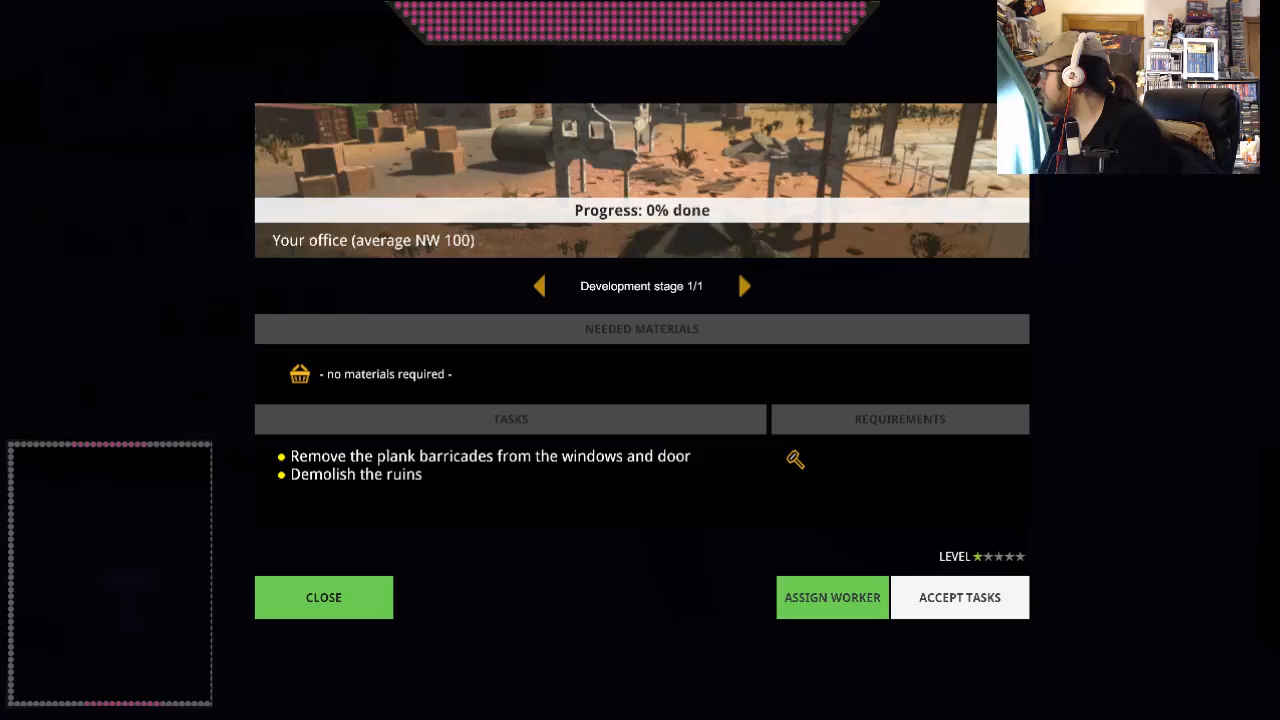 Progress: 0% done
Your office (average NW 100)
Development stage 1/1
NEEDED MATERIALS
- no materials required -
TASKS
REQUIREMENTS
Remove the plank barricades from the windows and door
Demolish the ruins
LEVEL
CLOSE
ASSIGN WORKER
ACCEPT TASKS